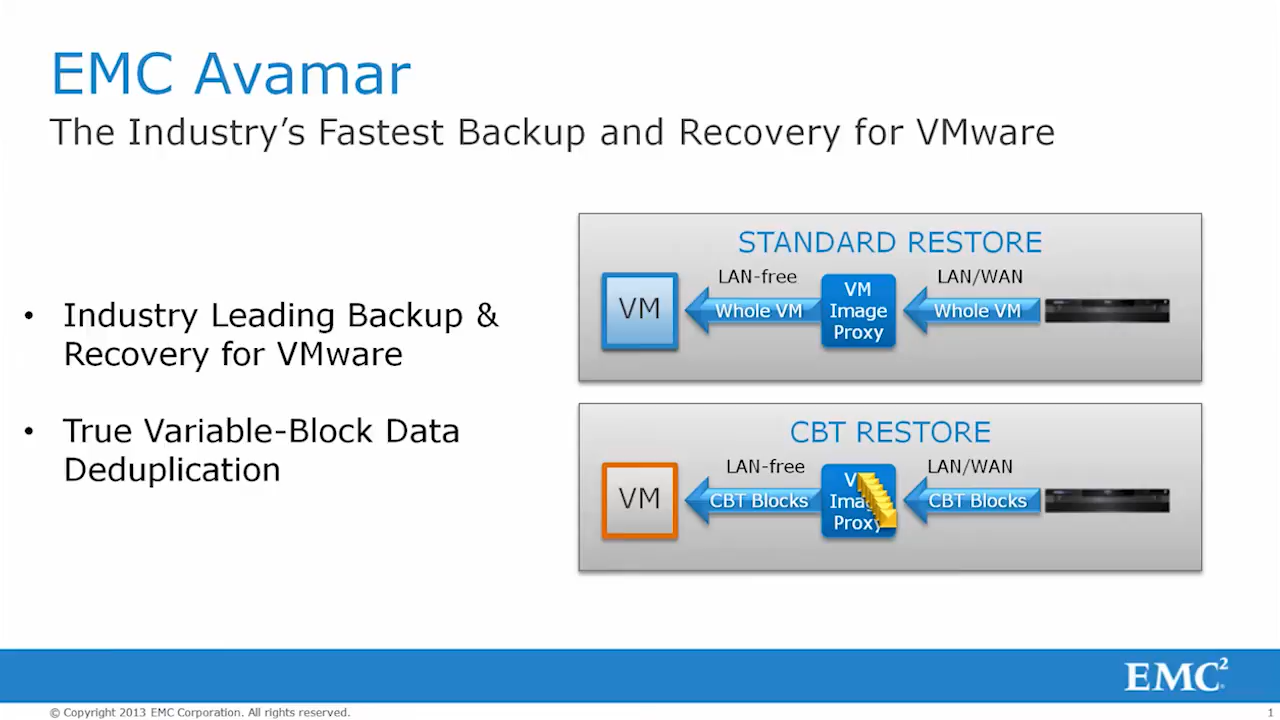 EMC Avamar
The Industry's Fastest Backup and Recovery for VMware
• Industry Leading Backup &
Recovery for VMware
• True Variable-Block Data
Deduplication
STANDARD RESTORE
LAN-free
LAN/WAN
VM
Whole VM
VM
Image
Proxy
Whole VM
CBT RESTORE
LAN-free
LAN/WAN
VM
CBT Blocks
CBT Blocks
EMC²
© Copyright 2013 EMC Corporation. All rights reserved.
1